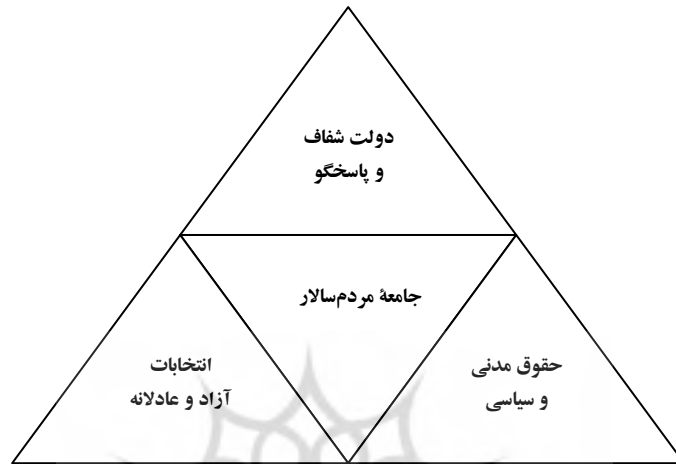 دولت شفاف
و پاسخگو
جامعهٔ مردم‌سالار
حقوق مدنی
و سیاسی
انتخابات
آزاد و عادلانه